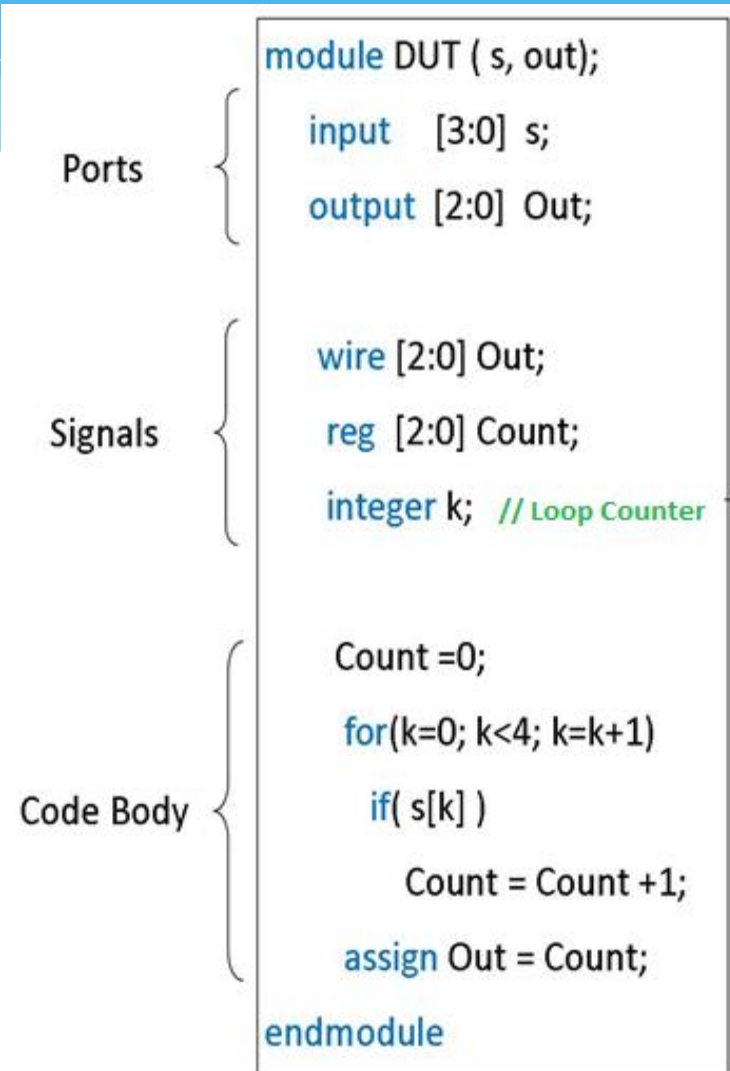 module DUT ( s, out);
Ports
input [3:0] s;
output [2:0] Out;
Signals
wire [2:0] Out;
reg [2:0] Count;
integer k; // Loop Counter
Code Body
Count =0;
for(k=0; k<4; k=k+1)
if( s[k] )
Count = Count +1;
assign Out = Count;
endmodule